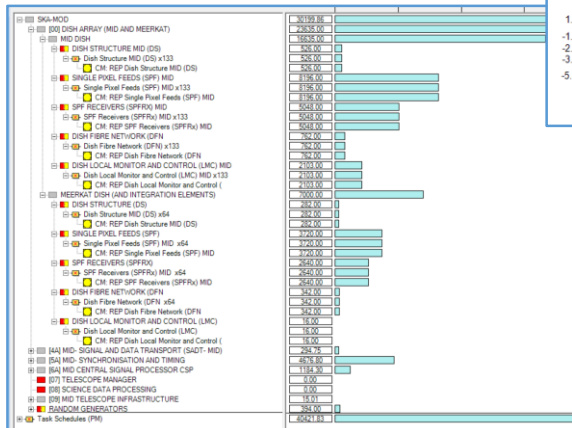 SKA-MOD 30199.86
[00] DISH ARRAY (MID AND MEERKAT) 23635.00
MID DISH 16635.00
DISH STRUCTURE MID (DS) 526.00
Dish Structure MID (DS) x133 526.00
CM: REP Dish Structure MID (DS) 526.00
SINGLE PIXEL FEEDS (SPF) MID 8196.00
Single Pixel Feeds (SPF) MID x133 8196.00
CM: REP Single Pixel Feeds (SPF) MID 8196.00
SPF RECEIVERS (SPFRX) MID 5048.00
SPF Receivers (SPFRx) MID x133 5048.00
CM: REP SPF Receivers (SPFRx) MID 5048.00
DISH FIBRE NETWORK (DFN 762.00
Dish Fibre Network (DFN) x133 762.00
CM: REP Dish Fibre Network (DFN 762.00
DISH LOCAL MONITOR AND CONTROL (LMC) MID 2103.00
Dish Local Monitor and Control (LMC) MID x133 2103.00
CM: REP Dish Local Monitor and Control ( 2103.00
MEERKAT DISH (AND INTEGRATION ELEMENTS) 7000.00
DISH STRUCTURE (DS) 282.00
Dish Structure MID (DS) x64 282.00
CM: REP Dish Structure MID (DS) 282.00
SINGLE PIXEL FEEDS (SPF) 3720.00
Single Pixel Feeds (SPF) MID x64 3720.00
CM: REP Single Pixel Feeds (SPF) MID 3720.00
SPF RECEIVERS (SPFRX) 2640.00
SPF Receivers (SPFRx) MID x64 2640.00
CM: REP SPF Receivers (SPFRx) MID 2640.00
DISH FIBRE NETWORK (DFN 342.00
Dish Fibre Network (DFN x64 342.00
CM: REP Dish Fibre Network (DFN 342.00
DISH LOCAL MONITOR AND CONTROL (LMC) 16.00
Dish Local Monitor and Control (LMC) 16.00
CM: REP Dish Local Monitor and Control ( 16.00
[4A] MID- SIGNAL AND DATA TRANSPORT (SADT- MID) 294.75
[5A] MID- SYNCHRONISATION AND TIMING 4676.80
[6A] MID CENTRAL SIGNAL PROCESSOR CSP 1184.30
[07] TELESCOPE MANAGER 0.00
[08] SCIENCE DATA PROCESSING 0.00
[09] MID TELESCOPE INFRASTRUCTURE 15.01
RANDOM GENERATORS 394.00
Task Schedules (PM) 40421.83
1.
-1.
-2.
-3.
-5.